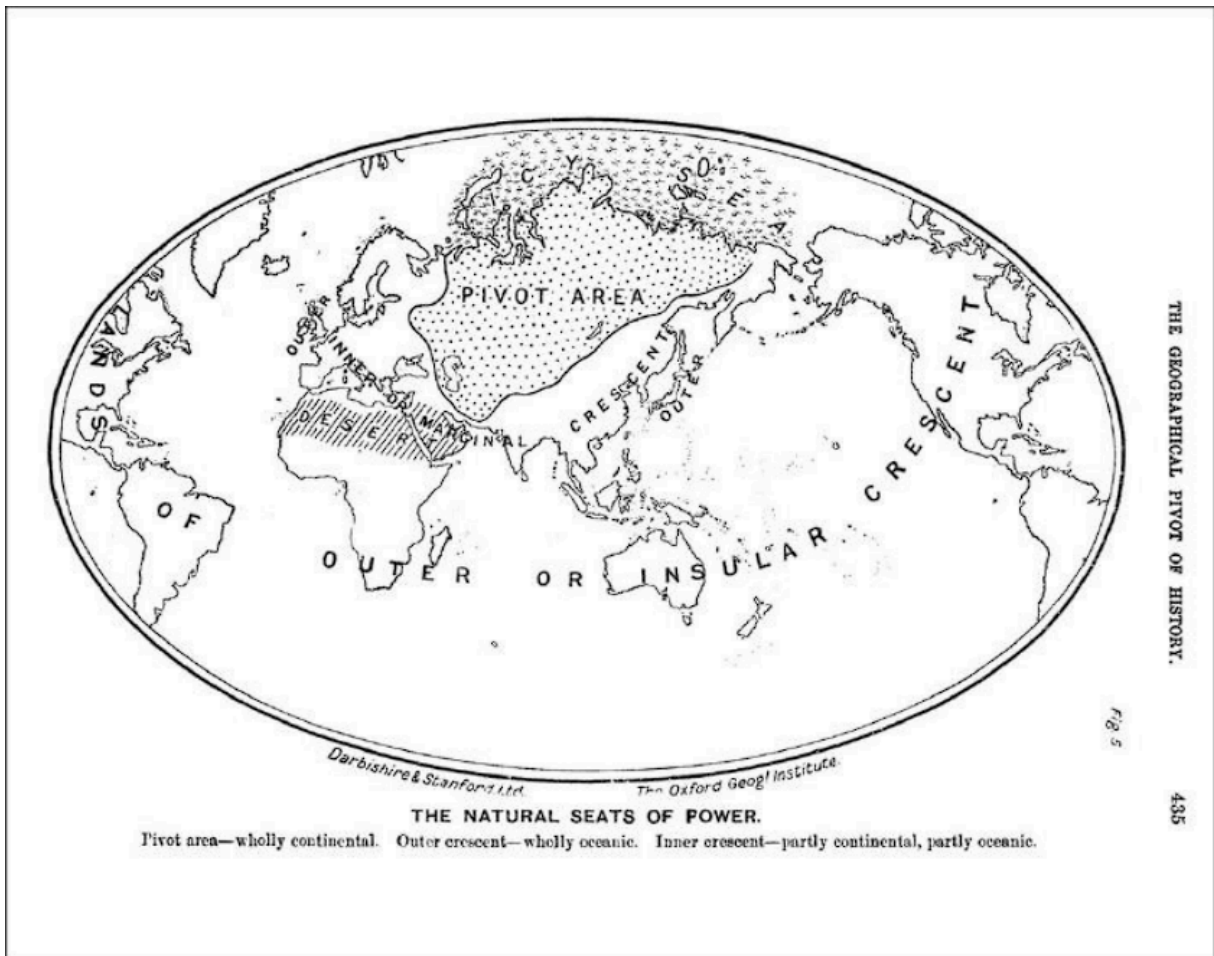 ICY SEA
PIVOT AREA
LANDS
OF
OUTER
INNER OR MARGINAL
CRESCENT
OUTER
DESERT
OUTER OR INSULAR CRESCENT
Darbishire & Stanford. Ltd.
The Oxford Geogl Institute.
THE NATURAL SEATS OF POWER.
Pivot area—wholly continental. Outer crescent—wholly oceanic. Inner crescent—partly continental, partly oceanic.
THE GEOGRAPHICAL PIVOT OF HISTORY.
Fig. 5
435